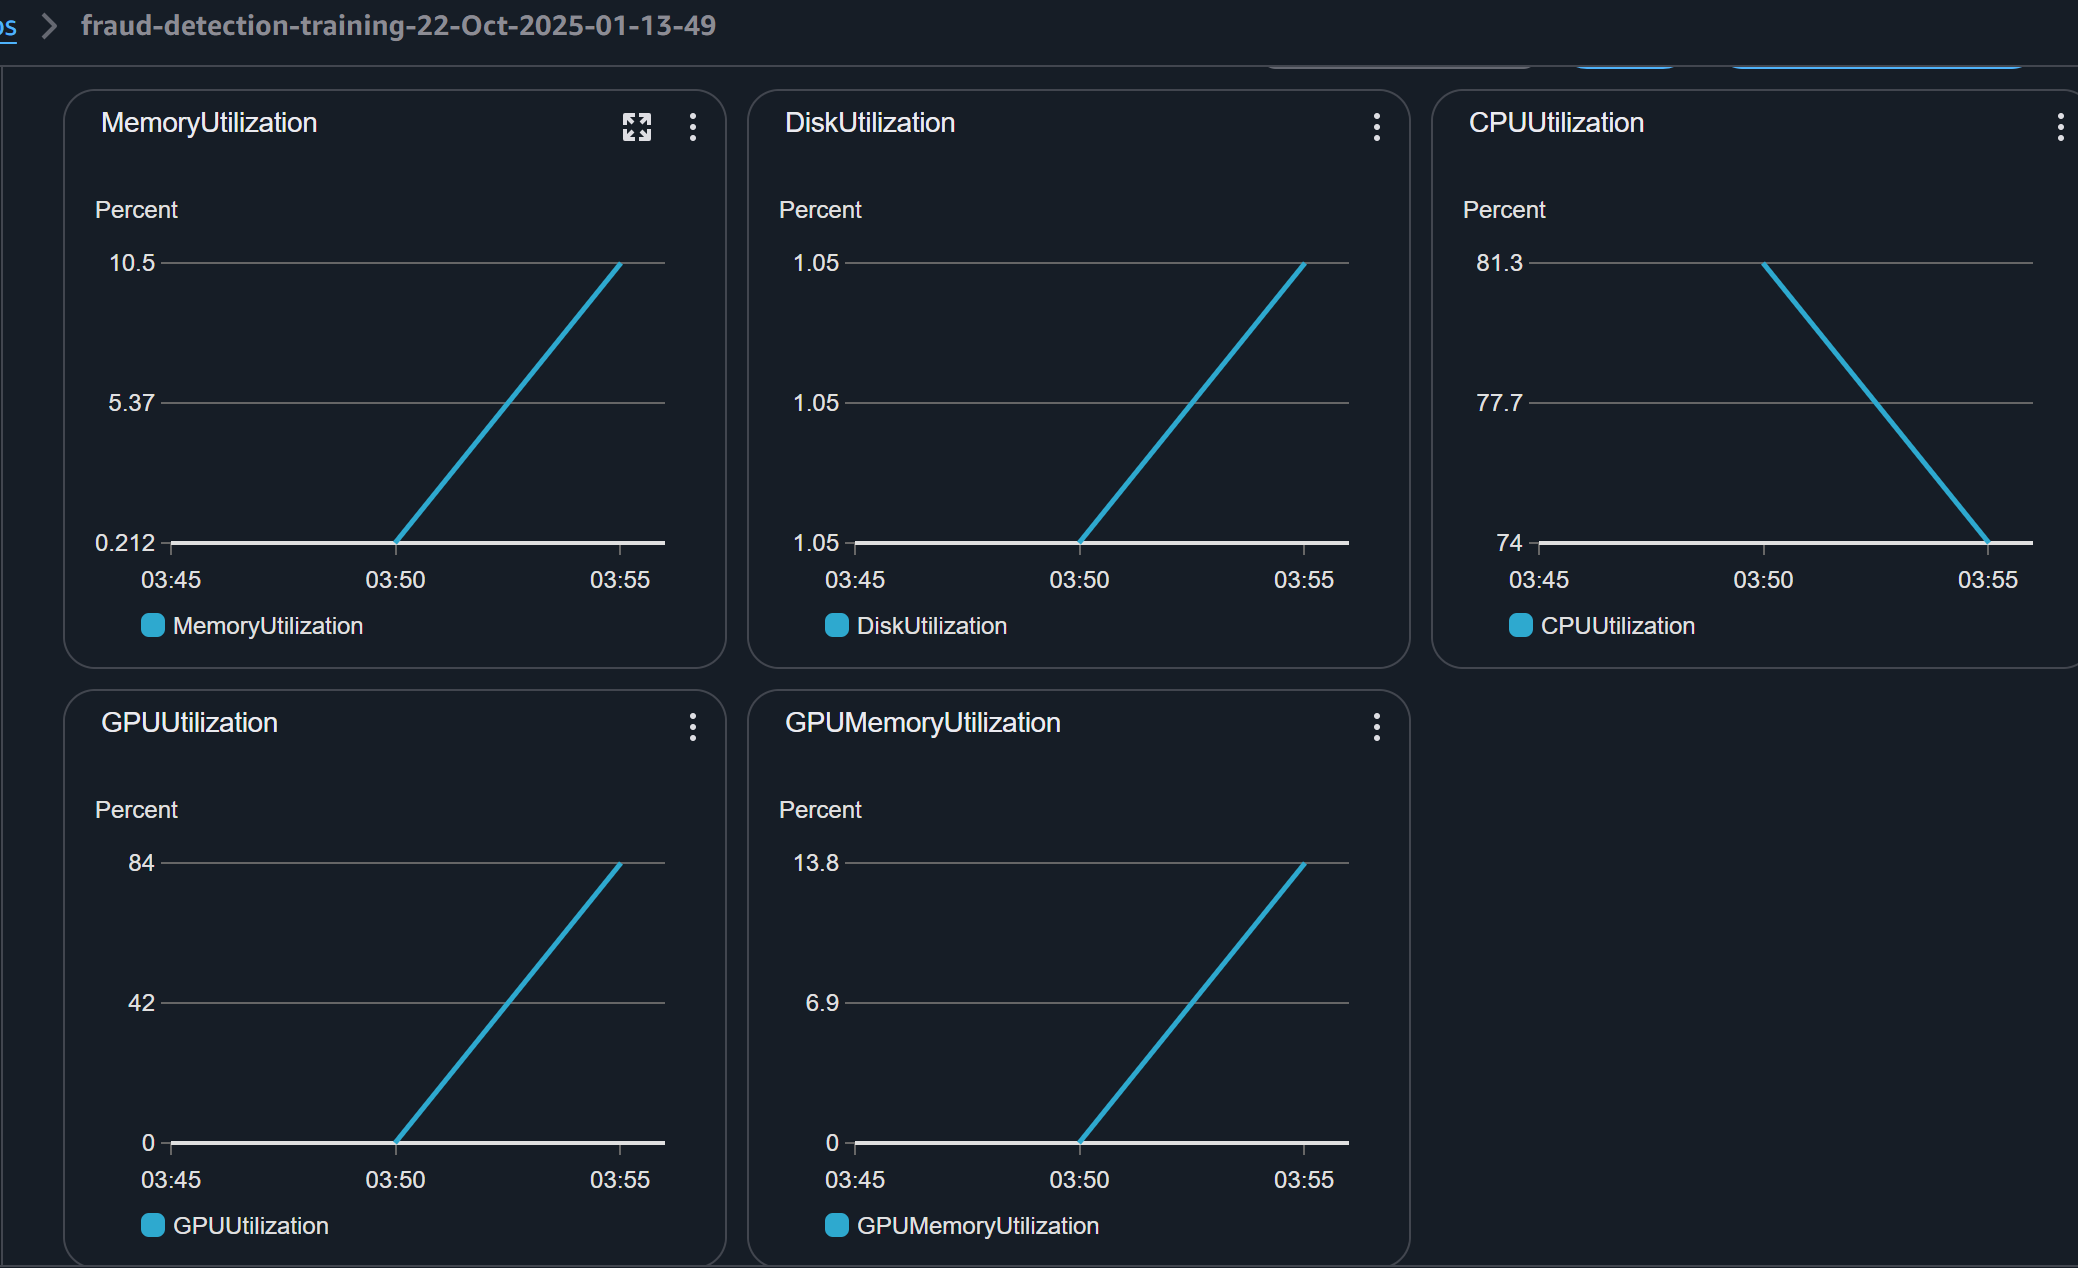 os > fraud-detection-training-22-Oct-2025-01-13-49
MemoryUtilization
Percent
10.5
5.37
0.212
03:45 03:50 03:55
MemoryUtilization
DiskUtilization
Percent
1.05
1.05
1.05
03:45 03:50 03:55
DiskUtilization
CPUUtilization
Percent
81.3
77.7
74
03:45 03:50 03:55
CPUUtilization
GPUUtilization
Percent
84
42
0
03:45 03:50 03:55
GPUUtilization
GPUMemoryUtilization
Percent
13.8
6.9
0
03:45 03:50 03:55
GPUMemoryUtilization